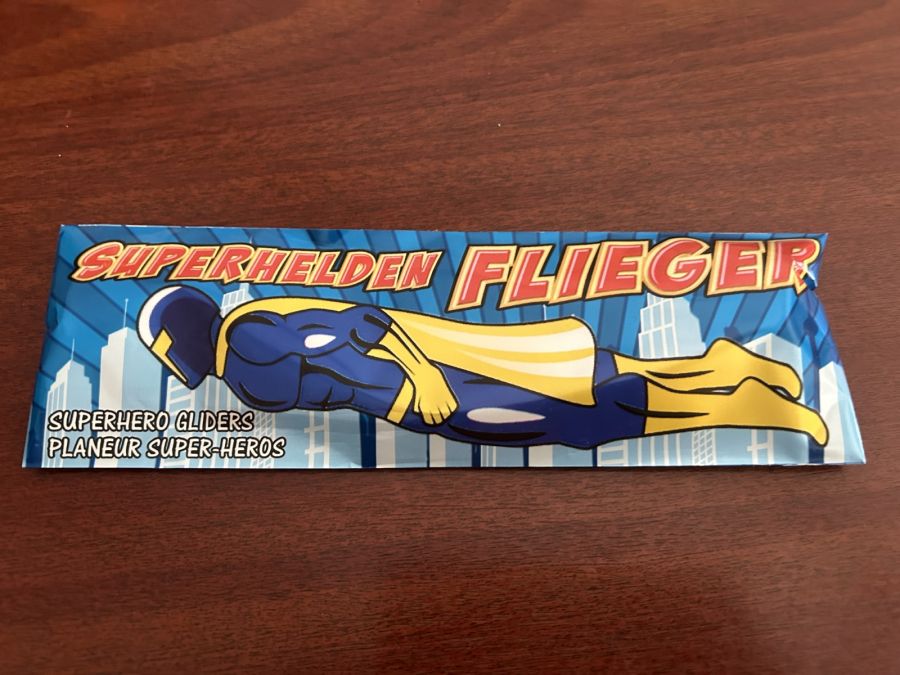 SUPERHELDEN FLIEGER
SUPERHERO GLIDERS
PLANEUR SUPER-HEROS